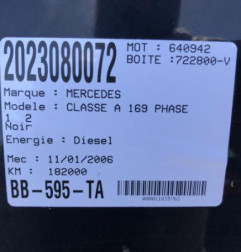 2023080072
MOT : 640942
BOITE :722800-V
Marque : MERCEDES
Modele : CLASSE A 169 PHASE
1 2
Noir
Energie : Diesel
Mec : 11/01/2006
KM : 182000
BB-595-TA